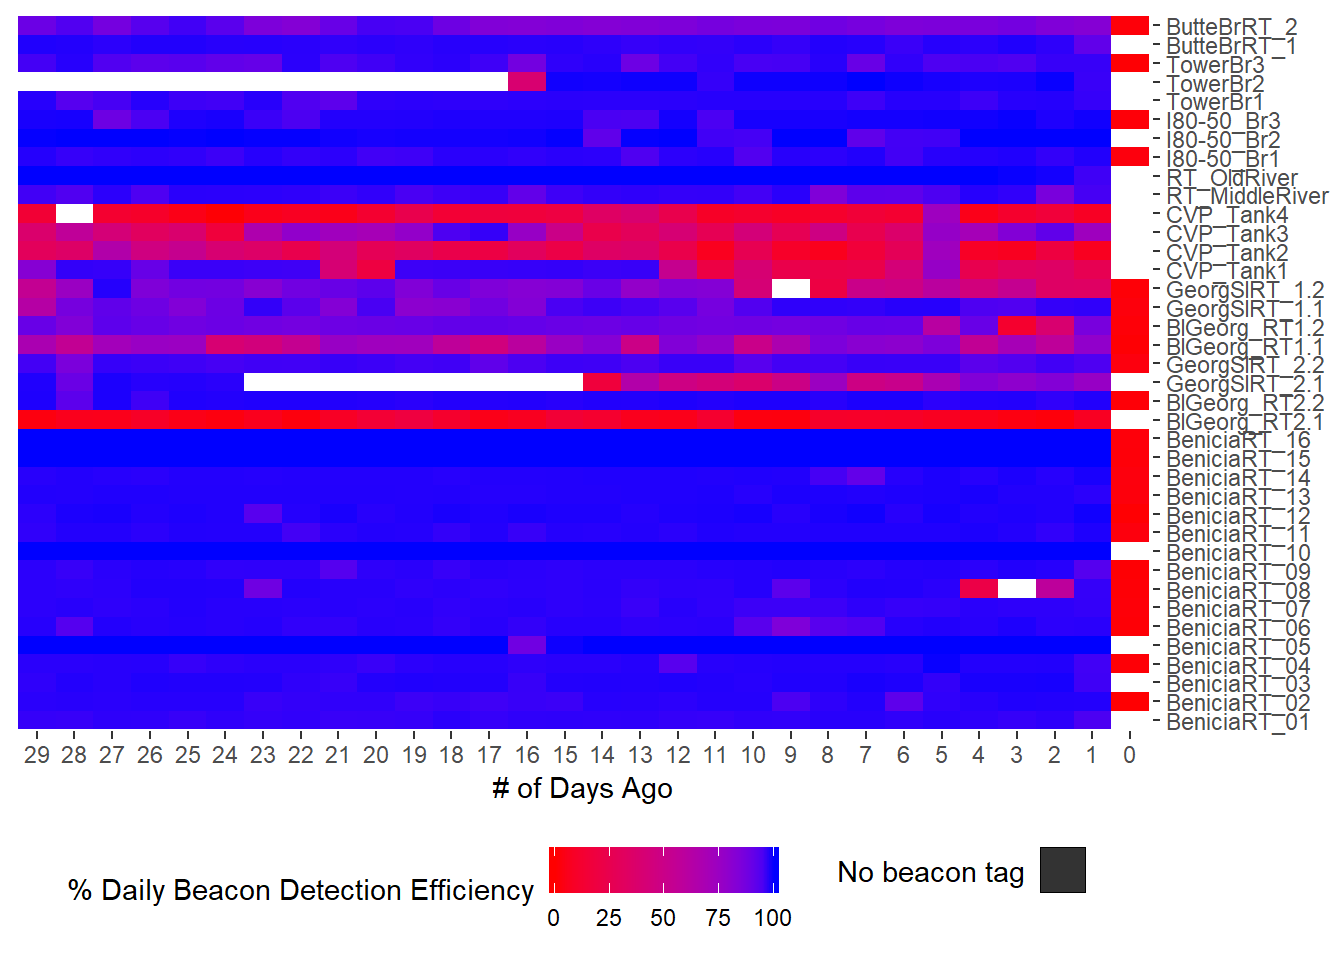 ButteBrRT_2
ButteBrRT_1
TowerBr3
TowerBr2
TowerBr1
I80-50_Br3
I80-50_Br2
I80-50_Br1
RT_OldRiver
RT_MiddleRiver
CVP_Tank4
CVP_Tank3
CVP_Tank2
CVP_Tank1
GeorgSlRT_1.2
GeorgSlRT_1.1
BlGeorg_RT1.2
BlGeorg_RT1.1
GeorgSlRT_2.2
GeorgSlRT_2.1
BlGeorg_RT2.2
BlGeorg_RT2.1
BeniciaRT_16
BeniciaRT_15
BeniciaRT_14
BeniciaRT_13
BeniciaRT_12
BeniciaRT_11
BeniciaRT_10
BeniciaRT_09
BeniciaRT_08
BeniciaRT_07
BeniciaRT_06
BeniciaRT_05
BeniciaRT_04
BeniciaRT_03
BeniciaRT_02
BeniciaRT_01
29 28 27 26 25 24 23 22 21 20 19 18 17 16 15 14 13 12 11 10 9 8 7 6 5 4 3 2 1 0
# of Days Ago
% Daily Beacon Detection Efficiency
0 25 50 75 100
No beacon tag